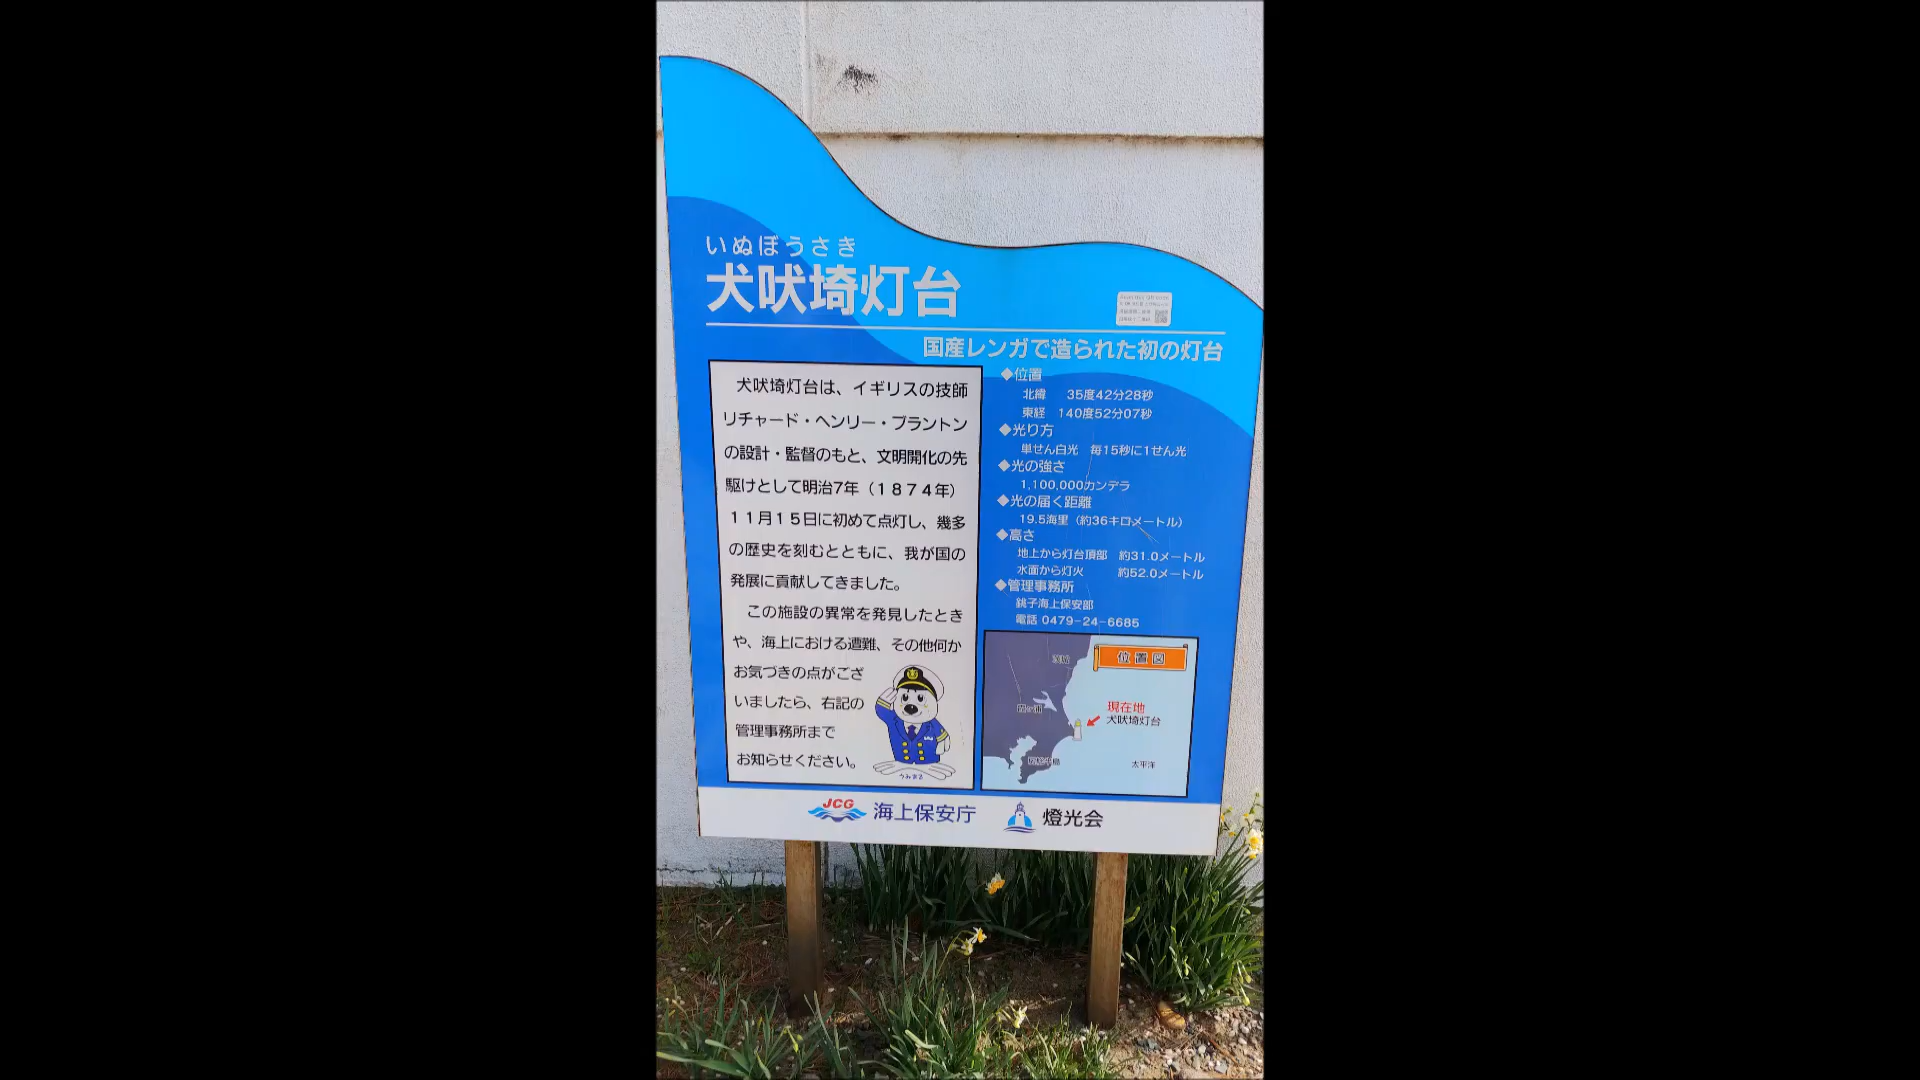 いぬぼうさき
犬吠埼灯台
国産レンガで造られた初の灯台
犬吠埼灯台は、イギリスの技師
リチャード・ヘンリー・ブラントン
の設計・監督のもと、文明開化の先
駆けとして明治7年（１８７４年）
１１月１５日に初めて点灯し、幾多
の歴史を刻むとともに、我が国の
発展に貢献してきました。
この施設の異常を発見したとき
や、海上における遭難、その他何か
お気づきの点がござ
いましたら、右記の
管理事務所まで
お知らせください。
うみまる
◆位置
北緯　35度42分28秒
東経　140度52分07秒
◆光り方
単せん白光　毎15秒に1せん光
◆光の強さ
1,100,000カンデラ
◆光の届く距離
19.5海里（約36キロメートル）
◆高さ
地上から灯台頂部　約31.0メートル
水面から灯火　約52.0メートル
◆管理事務所
銚子海上保安部
電話 0479-24-6685
位置図
現在地
犬吠埼灯台
太平洋
JCG 海上保安庁
燈光会